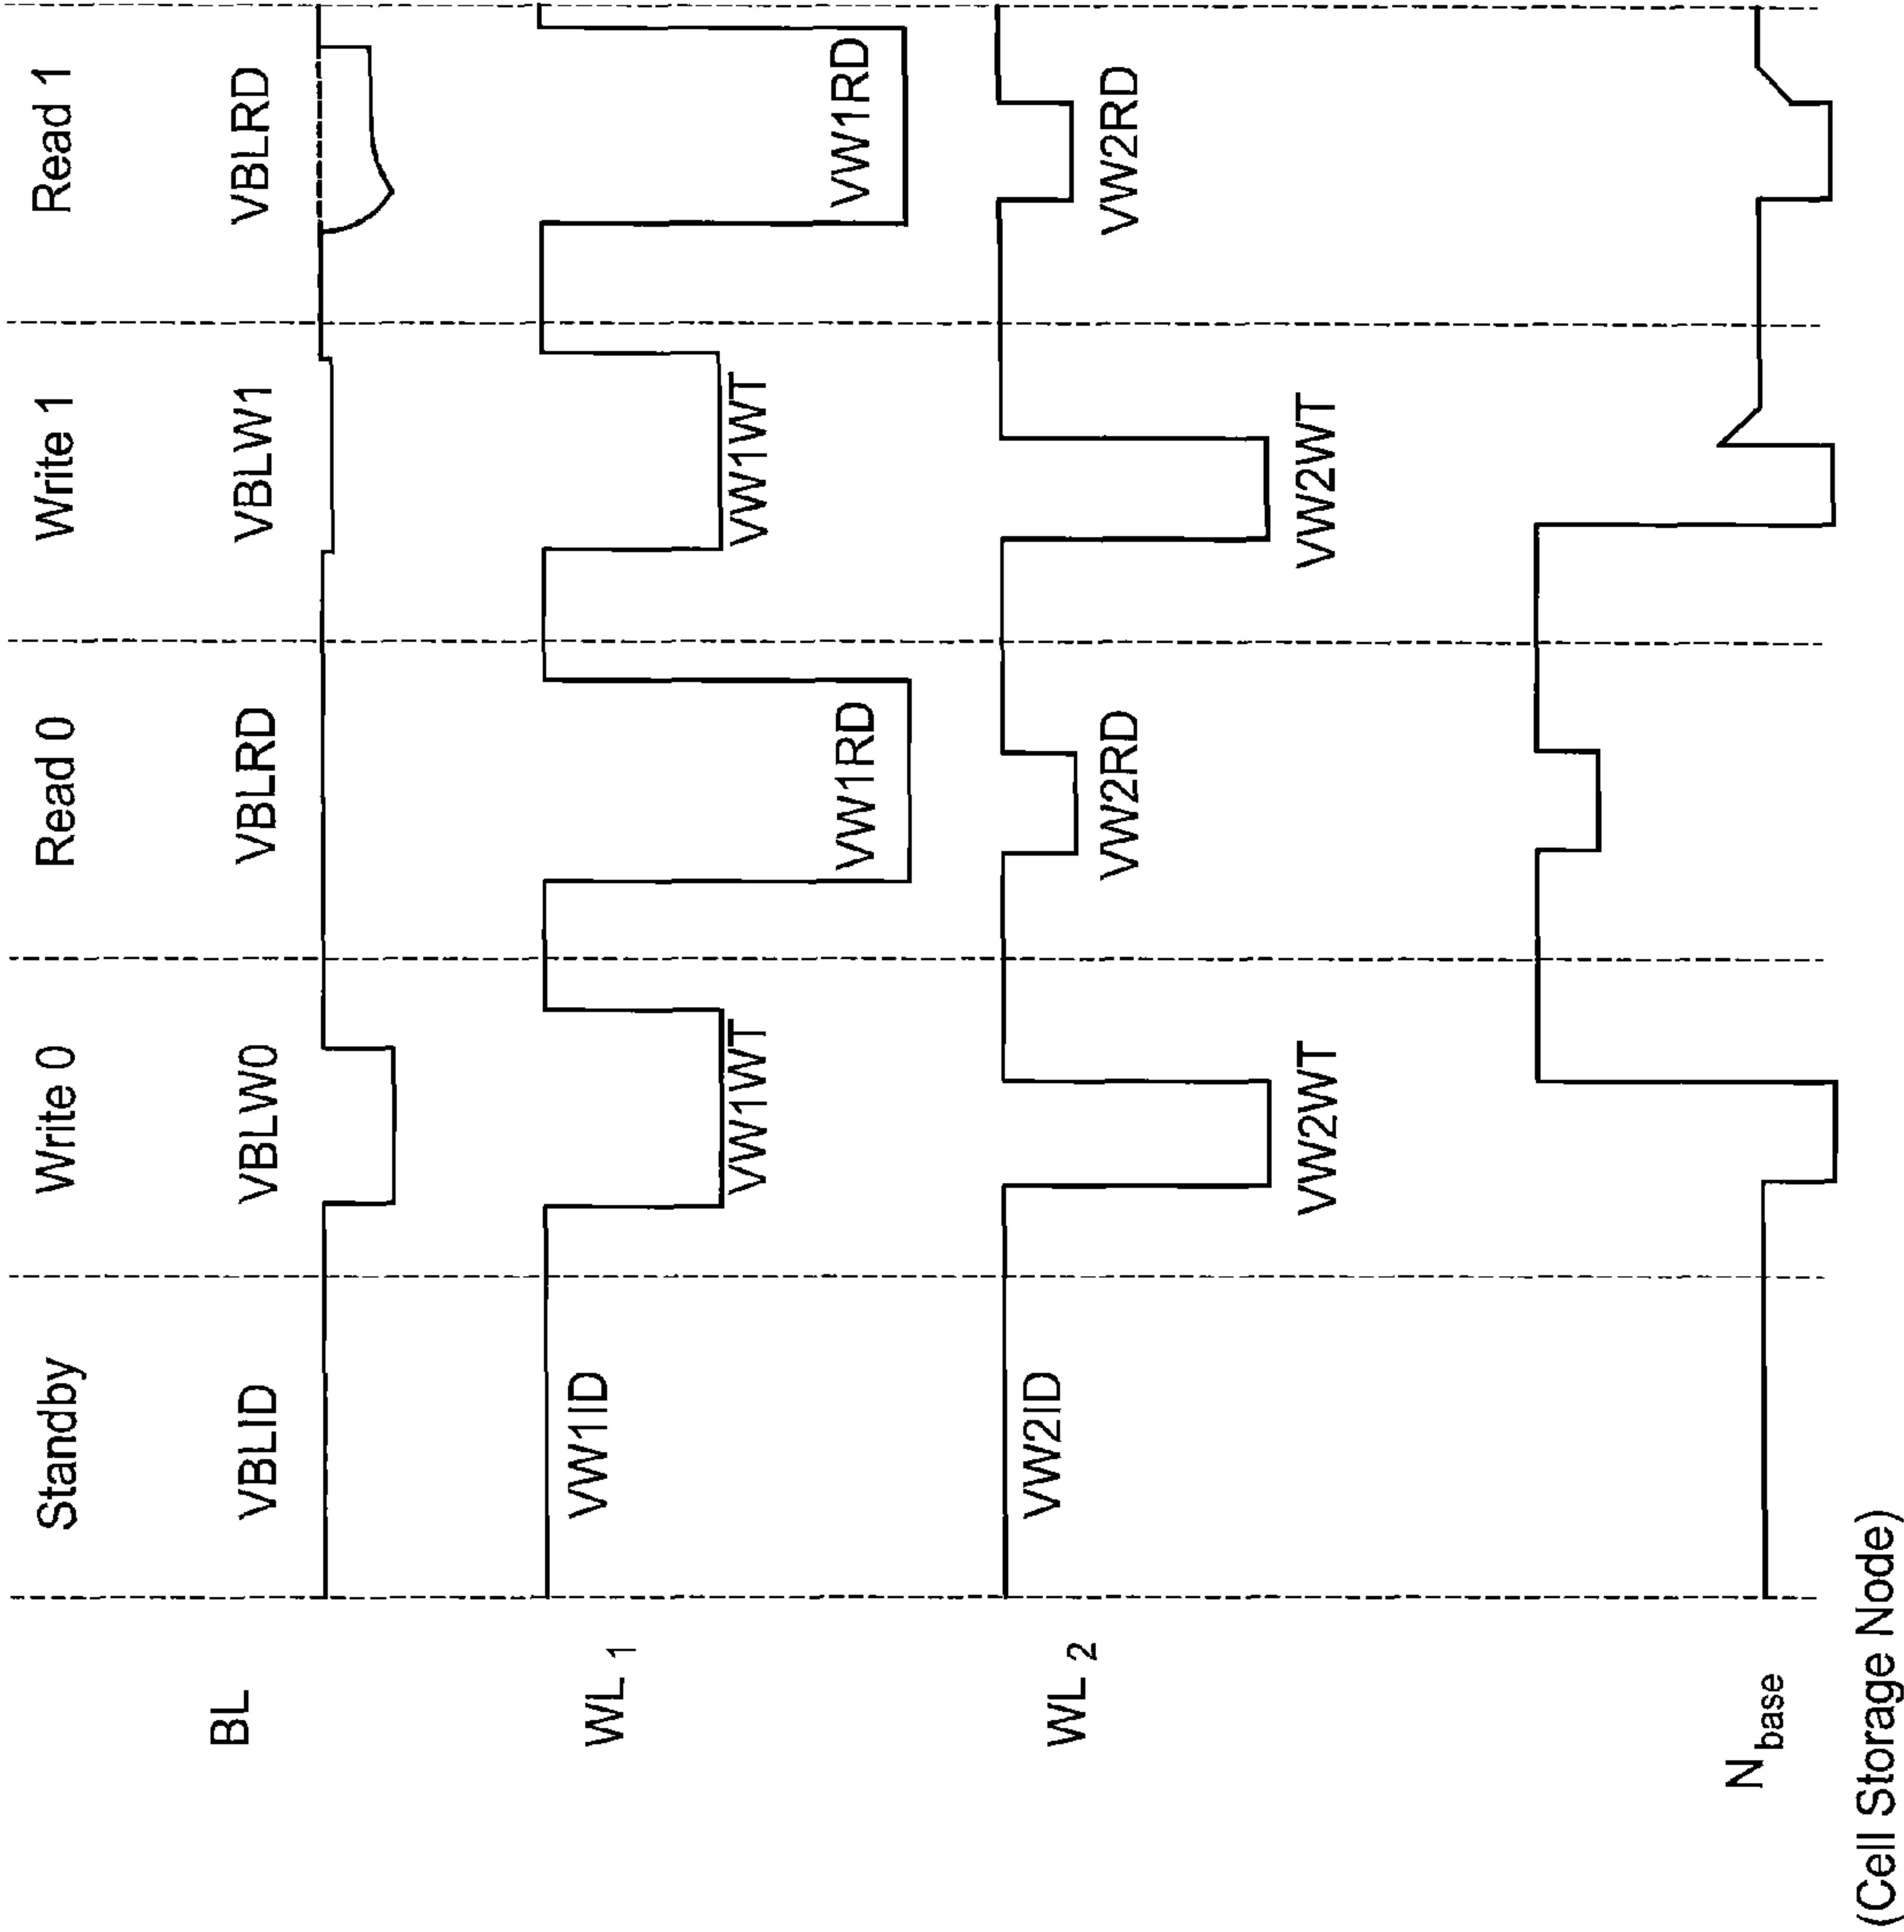 Standby Write 0 Read 0 Write 1 Read 1
BL VBLID VBLW0 VBLRD VBLW1 VBLRD
WL 1 VW1ID VW1WT VW1RD VW1WT VW1RD
WL 2 VW2ID VW2WT VW2RD VW2WT VW2RD
N base
(Cell Storage Node)